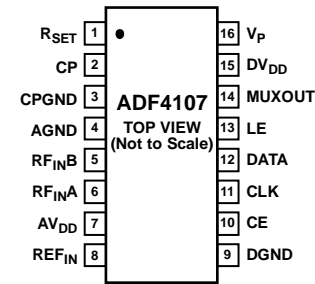 RSET 1 16 VP
CP 2 15 DVDD
CPGND 3 14 MUXOUT
AGND 4 13 LE
RFINB 5 12 DATA
RFINA 6 11 CLK
AVDD 7 10 CE
REFIN 8 9 DGND
ADF4107
TOP VIEW
(Not to Scale)